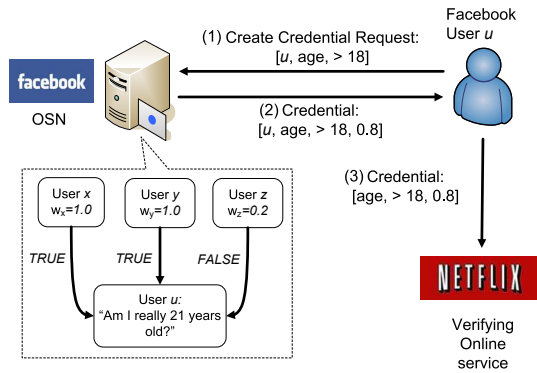 Facebook
User u
(1) Create Credential Request:
[u, age, > 18]
facebook
OSN
(2) Credential:
[u, age, > 18, 0.8]
(3) Credential:
[age, > 18, 0.8]
User x
wx=1.0
User y
wy=1.0
User z
wz=0.2
TRUE
TRUE
FALSE
User u:
“Am I really 21 years
old?”
NETFLIX
Verifying
Online
service